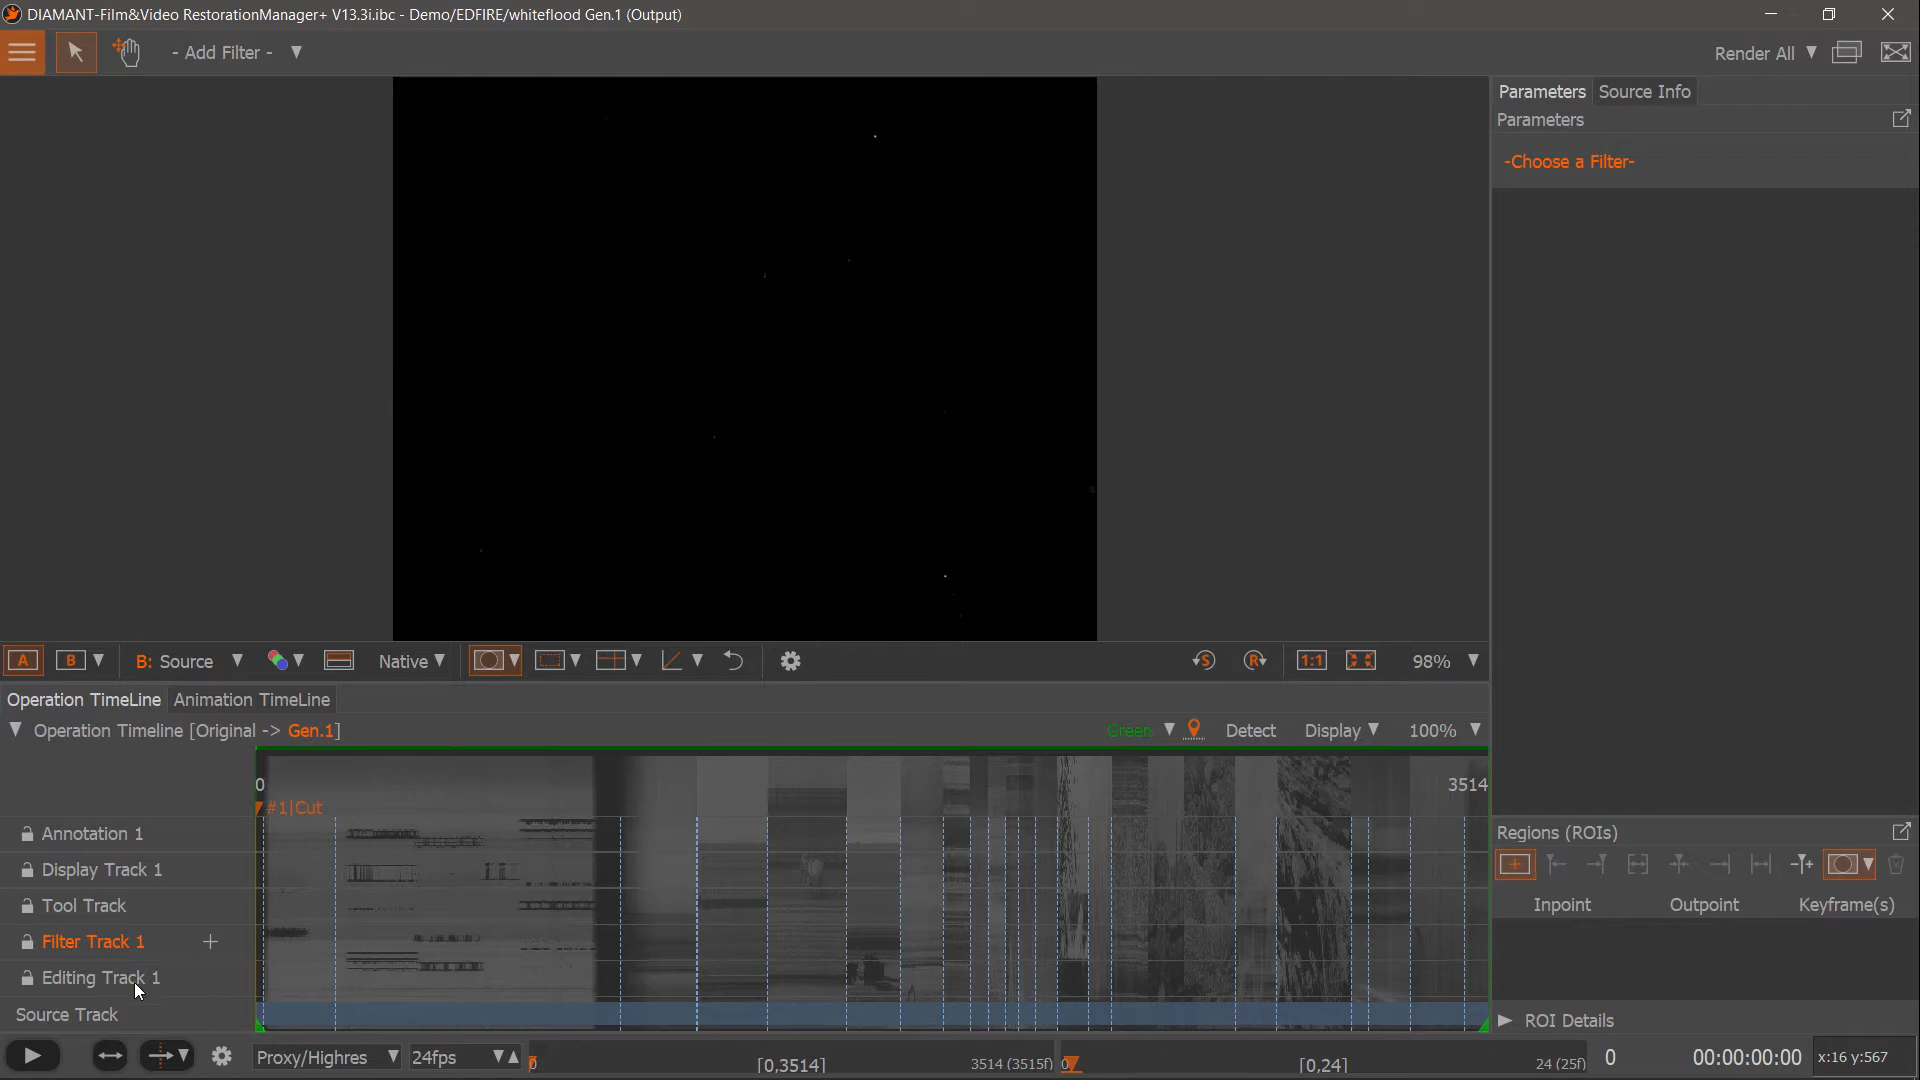 DIAMANT-Film&Video RestorationManager+ V13.3i.ibc - Demo/EDFIRE/whiteflood Gen.1 (Output)
- Add Filter -
Render All
Parameters Source Info
Parameters
-Choose a Filter-
A B B: Source Native S R 1:1 98%
Operation TimeLine Animation TimeLine
Operation Timeline [Original -> Gen.1] Green Detect Display 100%
0 3514
#1|Cut
Annotation 1
Display Track 1
Tool Track
Filter Track 1
Editing Track 1
Source Track
Regions (ROIs)
Inpoint Outpoint Keyframe(s)
ROI Details
Proxy/Highres 24fps 0 [0,3514] 3514 (3515f) 0 [0,24] 24 (25f) 0 00:00:00:00 x:16 y:567